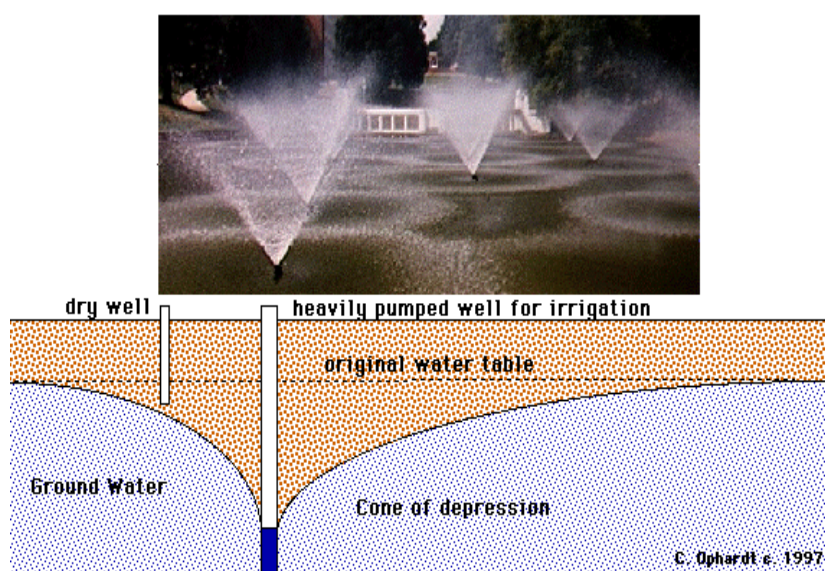 dry well
heavily pumped well for irrigation
original water table
Ground Water
Cone of depression
C. Ophardt c. 1997